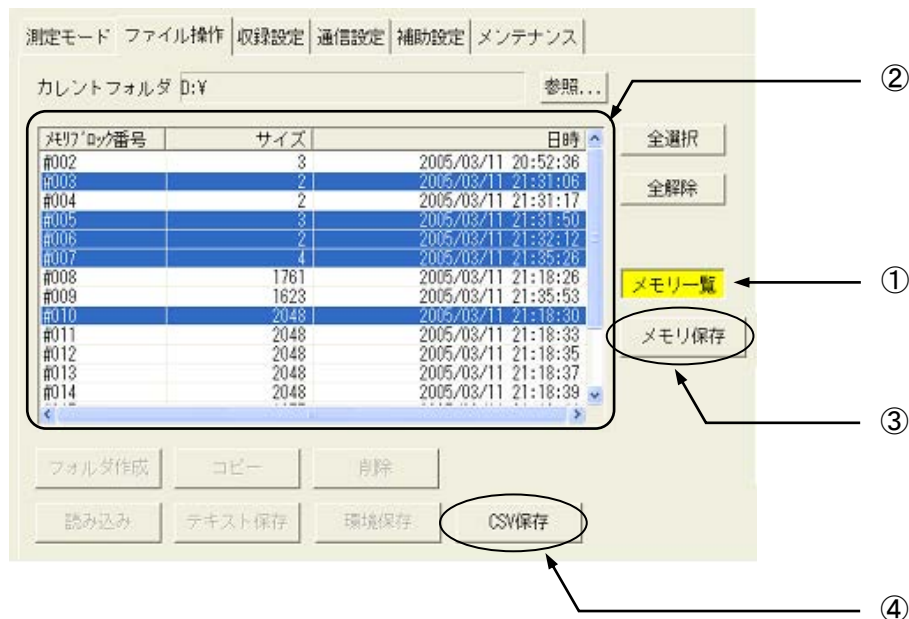 測定モード ファイル操作 収録設定 通信設定 補助設定 メンテナンス
カレントフォルダ D:¥ 参照...
②
ﾒﾓﾘﾌﾞﾛｯｸ番号 サイズ 日時 全選択
#002 3 2005/03/11 20:52:36
#003 2 2005/03/11 21:31:06 全解除
#004 2 2005/03/11 21:31:17
#005 3 2005/03/11 21:31:50
#006 2 2005/03/11 21:32:12
#007 4 2005/03/11 21:35:26
#008 1761 2005/03/11 21:18:26 メモリ一覧 ①
#009 1623 2005/03/11 21:35:53
#010 2048 2005/03/11 21:18:30
#011 2048 2005/03/11 21:18:33 メモリ保存
#012 2048 2005/03/11 21:18:35
#013 2048 2005/03/11 21:18:37
#014 2048 2005/03/11 21:18:39
③
フォルダ作成 コピー 削除
読み込み テキスト保存 環境保存 CSV保存
④